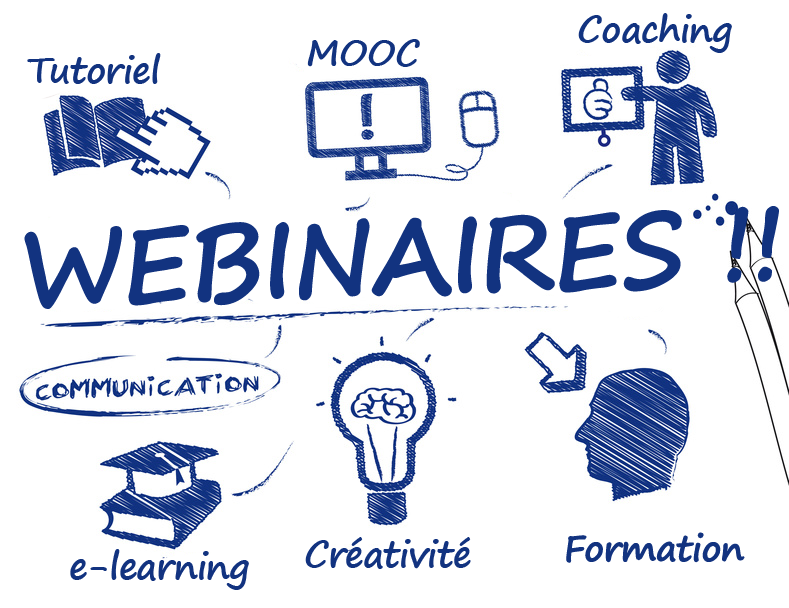 Tutoriel
MOOC
!
Coaching
WEBINAIRES !!
COMMUNiCATiON
e-learning
Créativité
Formation